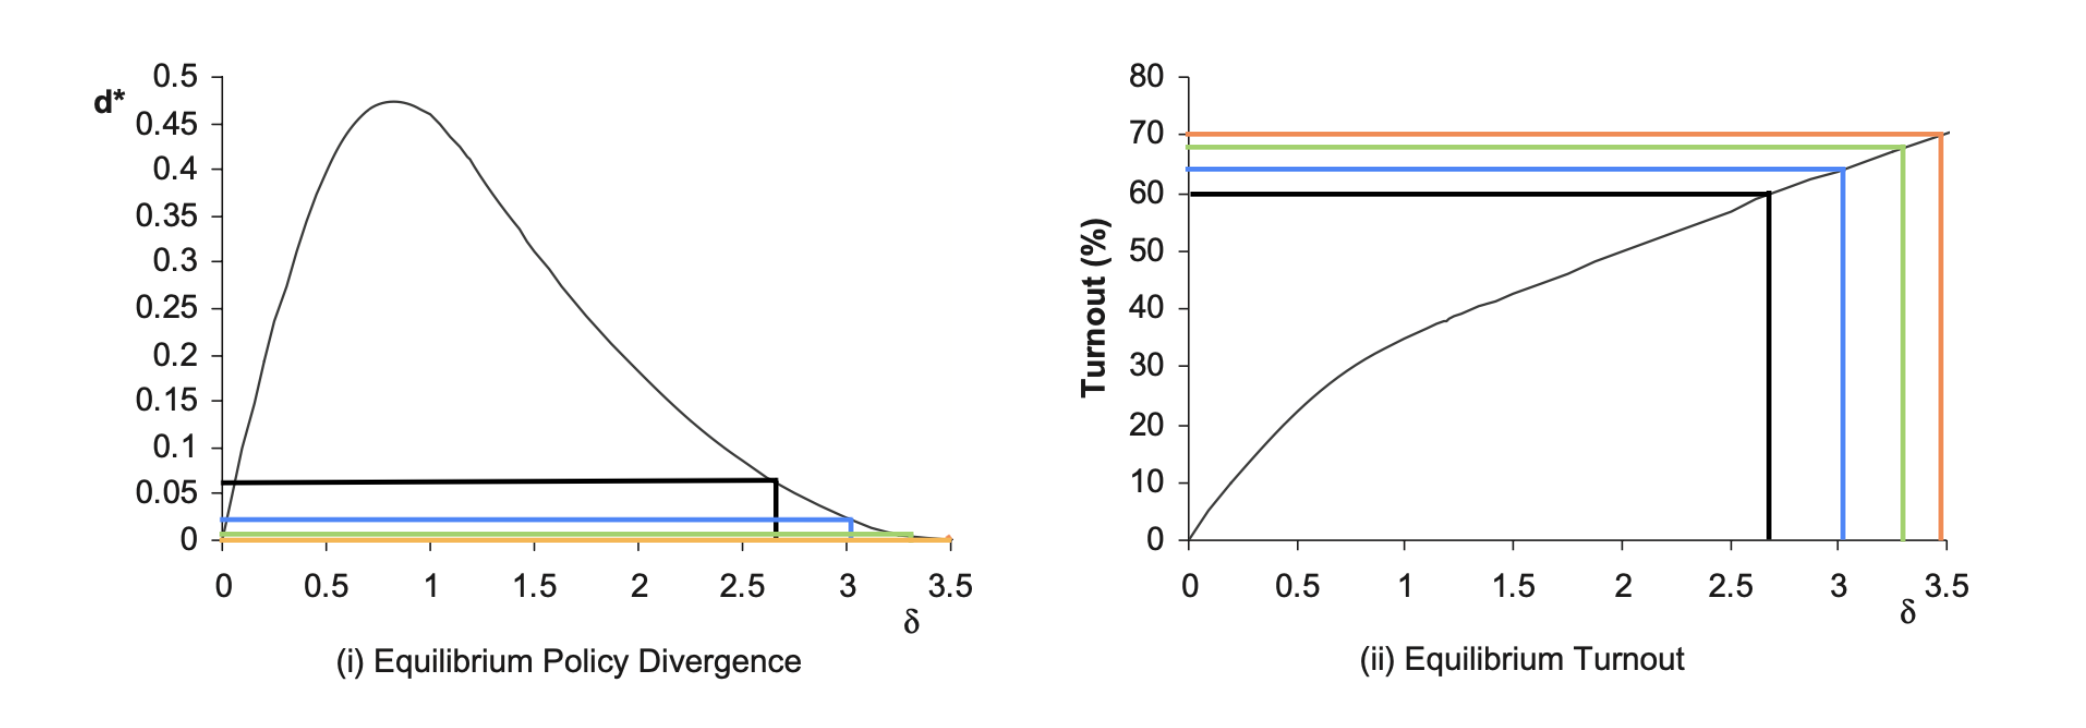 0.5
d*
0.45
0.4
0.35
0.3
0.25
0.2
0.15
0.1
0.05
0
0 0.5 1 1.5 2 2.5 3 3.5
δ
(i) Equilibrium Policy Divergence
80
70
60
50
40
30
20
10
0
Turnout (%)
0 0.5 1 1.5 2 2.5 3 3.5
δ
(ii) Equilibrium Turnout